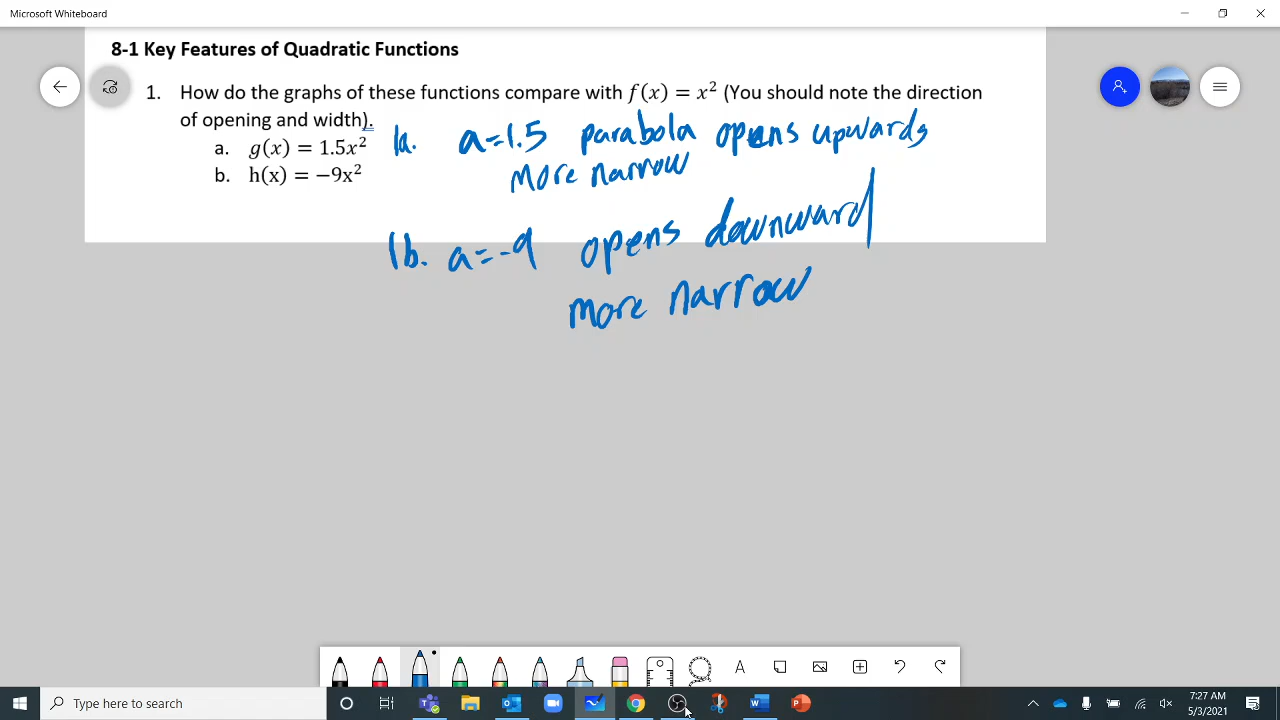 Microsoft Whiteboard
8-1 Key Features of Quadratic Functions
1. How do the graphs of these functions compare with f(x) = x² (You should note the direction
of opening and width).
a. g(x) = 1.5x²
b. h(x) = −9x²
1a. a=1.5 parabola opens upwards
more narrow
1b. a=-9 opens downward
more narrow
A
Type here to search
7:27 AM
5/3/2021